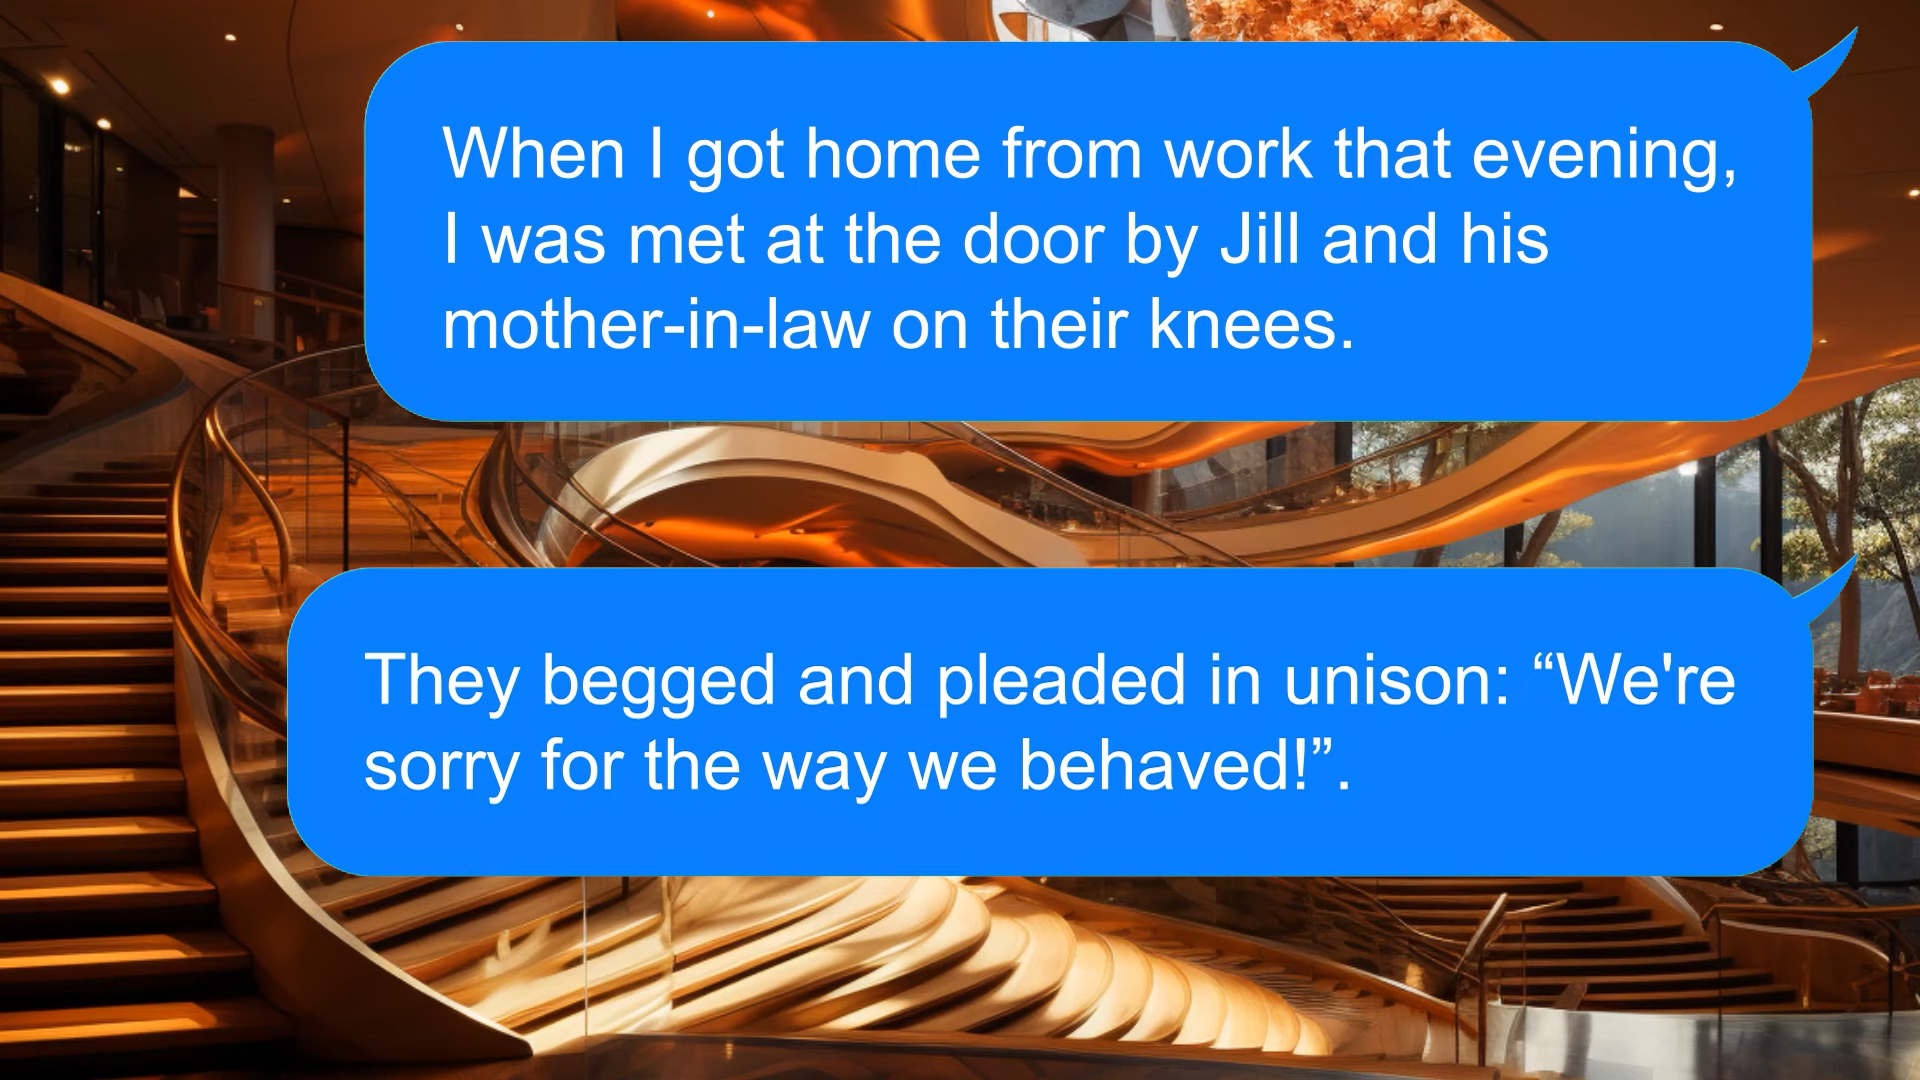 When I got home from work that evening,
I was met at the door by Jill and his
mother-in-law on their knees.
They begged and pleaded in unison: “We're
sorry for the way we behaved!”.